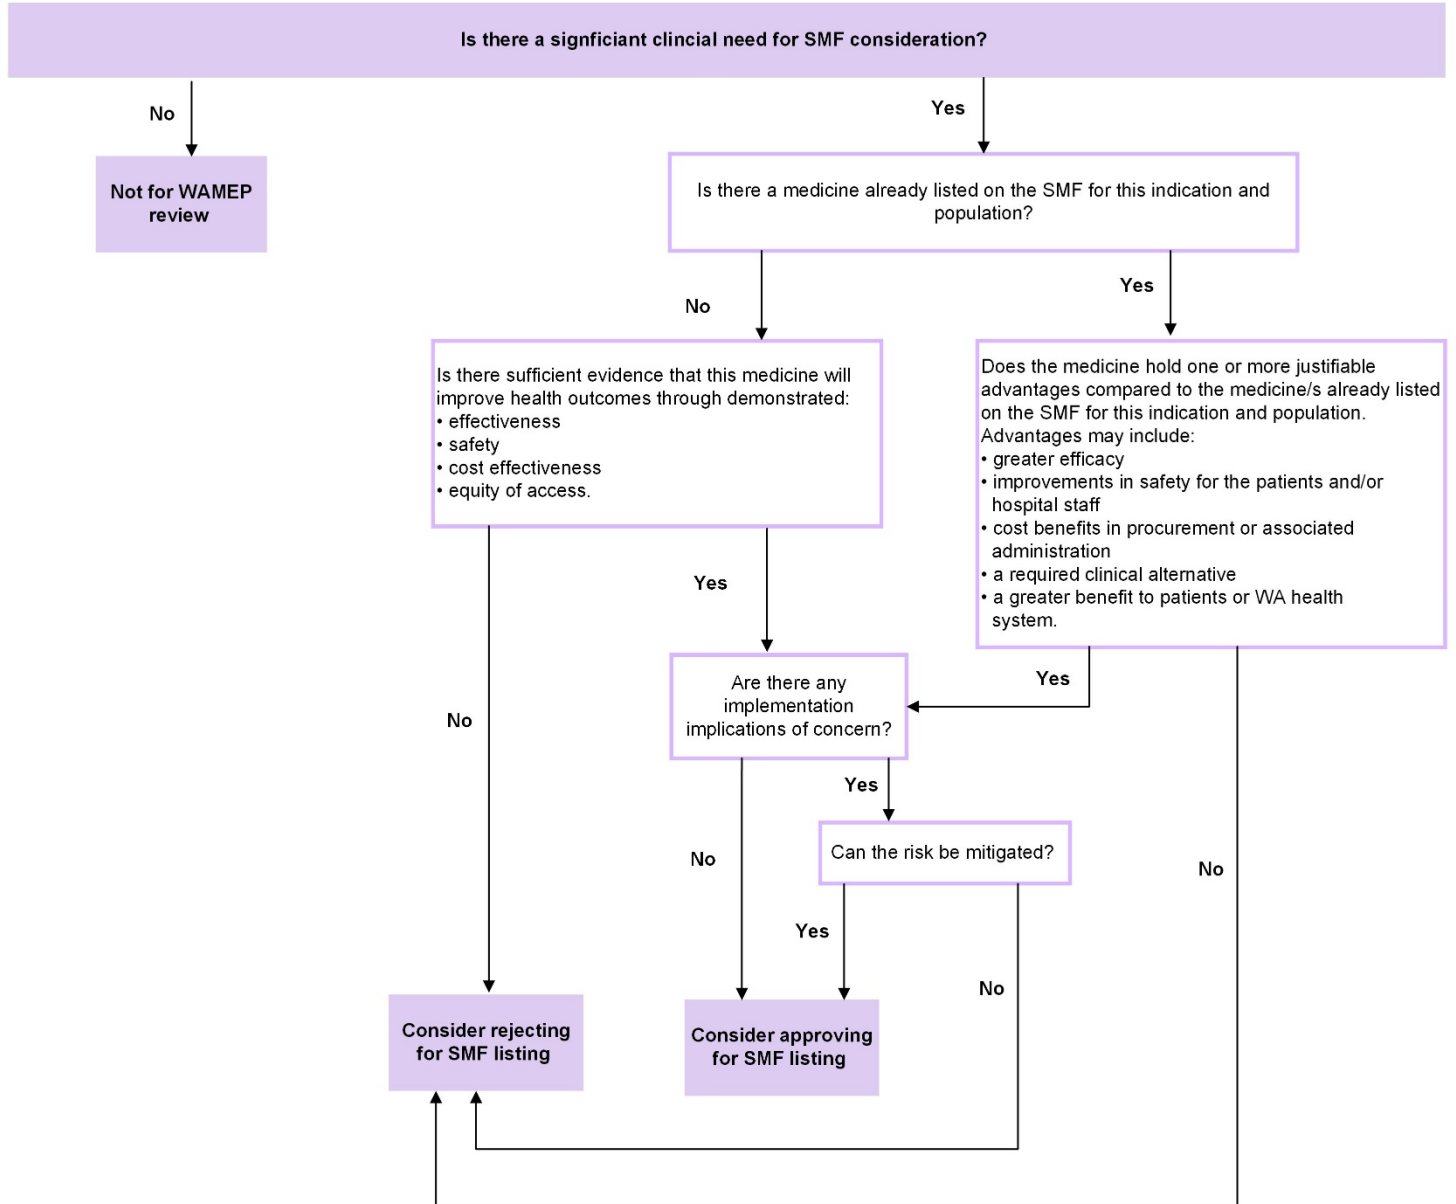 Is there a signficiant clincial need for SMF consideration?
No
Yes
Not for WAMEP
review
Is there a medicine already listed on the SMF for this indication and
population?
No
Yes
Is there sufficient evidence that this medicine will
improve health outcomes through demonstrated:
• effectiveness
• safety
• cost effectiveness
• equity of access.
Does the medicine hold one or more justifiable
advantages compared to the medicine/s already listed
on the SMF for this indication and population.
Advantages may include:
• greater efficacy
• improvements in safety for the patients and/or
hospital staff
• cost benefits in procurement or associated
administration
• a required clinical alternative
• a greater benefit to patients or WA health
system.
No
Yes
Yes
No
Are there any
implementation
implications of concern?
No
Yes
Can the risk be mitigated?
Yes
No
Consider rejecting
for SMF listing
Consider approving
for SMF listing